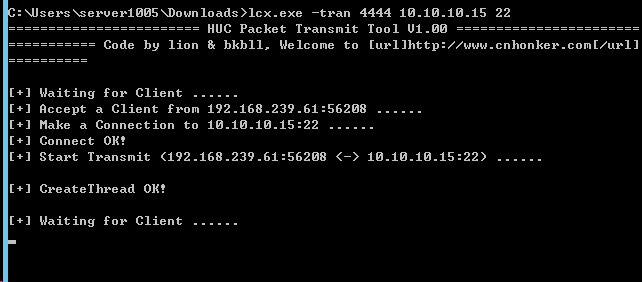 C:\Users\server1005\Downloads>lcx.exe -tran 4444 10.10.10.15 22
======================== HUC Packet Transmit Tool V1.00 =======================
=========== Code by lion & bkbll, Welcome to [url]http://www.cnhonker.com[/url]
==========
[+] Waiting for Client ......
[+] Accept a Client from 192.168.239.61:56208 ......
[+] Make a Connection to 10.10.10.15:22 ......
[+] Connect OK!
[+] Start Transmit (192.168.239.61:56208 <-> 10.10.10.15:22) ......
[+] CreateThread OK!
[+] Waiting for Client ......